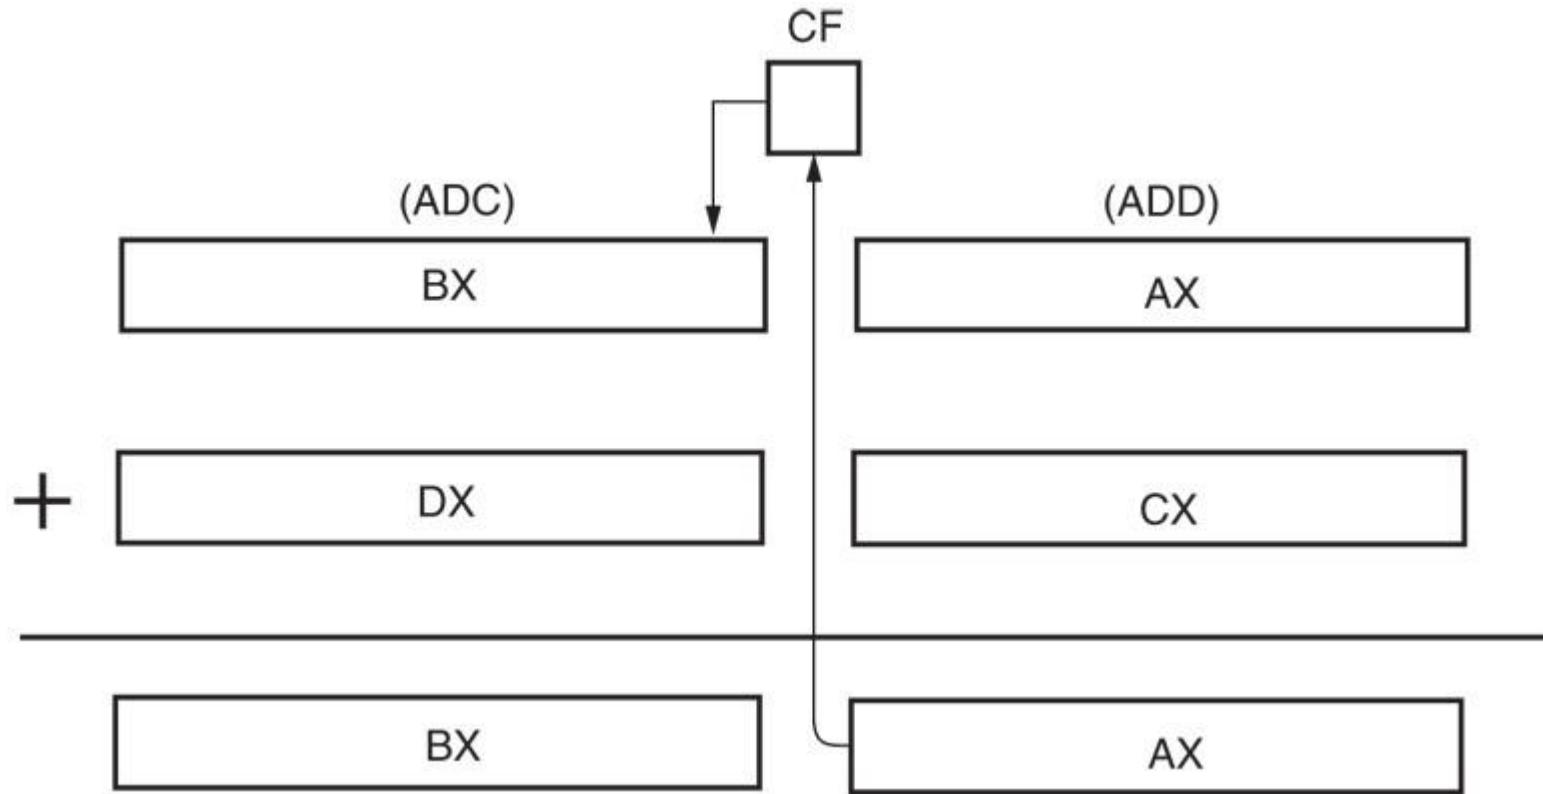 CF
(ADC) (ADD)
BX AX
+ DX CX
BX AX